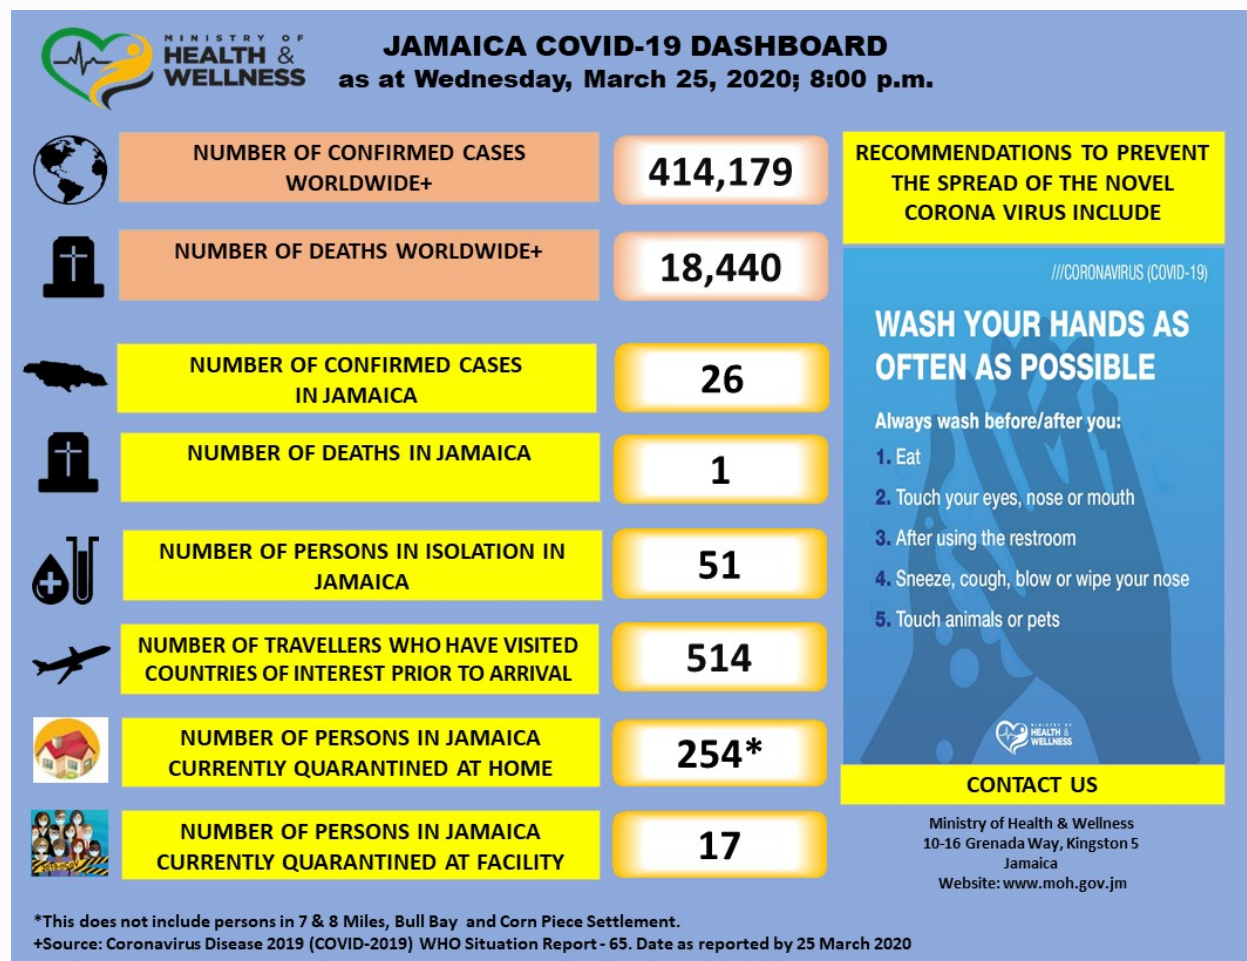 MINISTRY OF
HEALTH &
WELLNESS
JAMAICA COVID-19 DASHBOARD
as at Wednesday, March 25, 2020; 8:00 p.m.
NUMBER OF CONFIRMED CASES
WORLDWIDE+
414,179
NUMBER OF DEATHS WORLDWIDE+
18,440
NUMBER OF CONFIRMED CASES
IN JAMAICA
26
NUMBER OF DEATHS IN JAMAICA
1
NUMBER OF PERSONS IN ISOLATION IN
JAMAICA
51
NUMBER OF TRAVELLERS WHO HAVE VISITED
COUNTRIES OF INTEREST PRIOR TO ARRIVAL
514
NUMBER OF PERSONS IN JAMAICA
CURRENTLY QUARANTINED AT HOME
254*
NUMBER OF PERSONS IN JAMAICA
CURRENTLY QUARANTINED AT FACILITY
17
RECOMMENDATIONS TO PREVENT
THE SPREAD OF THE NOVEL
CORONA VIRUS INCLUDE
///CORONAVIRUS (COVID-19)
WASH YOUR HANDS AS
OFTEN AS POSSIBLE
Always wash before/after you:
1. Eat
2. Touch your eyes, nose or mouth
3. After using the restroom
4. Sneeze, cough, blow or wipe your nose
5. Touch animals or pets
MINISTRY OF
HEALTH &
WELLNESS
CONTACT US
Ministry of Health & Wellness
10-16 Grenada Way, Kingston 5
Jamaica
Website: www.moh.gov.jm
*This does not include persons in 7 & 8 Miles, Bull Bay and Corn Piece Settlement.
+Source: Coronavirus Disease 2019 (COVID-2019) WHO Situation Report - 65. Date as reported by 25 March 2020